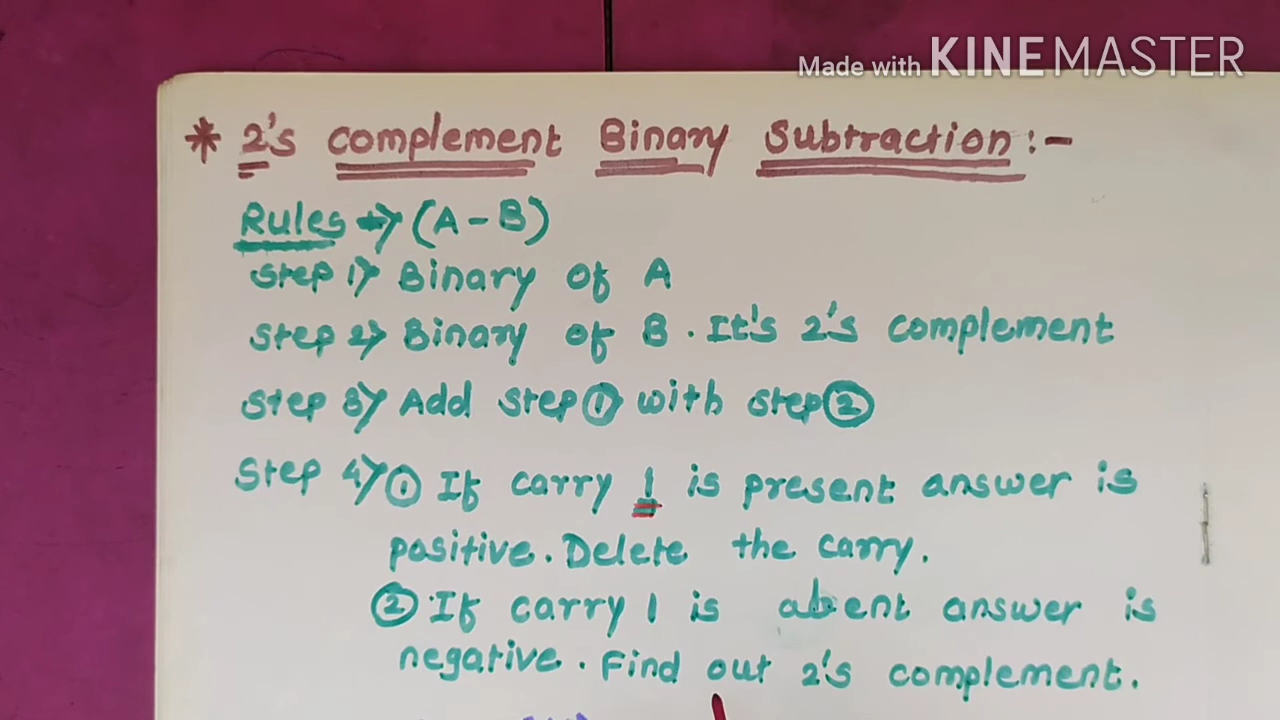 Made with KINEMASTER
* 2's complement Binary Subtraction :-
Rules → (A - B)
Step 1> Binary of A
Step 2> Binary of B. It's 2's complement
Step 3> Add step ① with step ②
Step 4> ① If carry 1 is present answer is
positive. Delete the carry.
② If carry 1 is absent answer is
negative. Find out 2's complement.